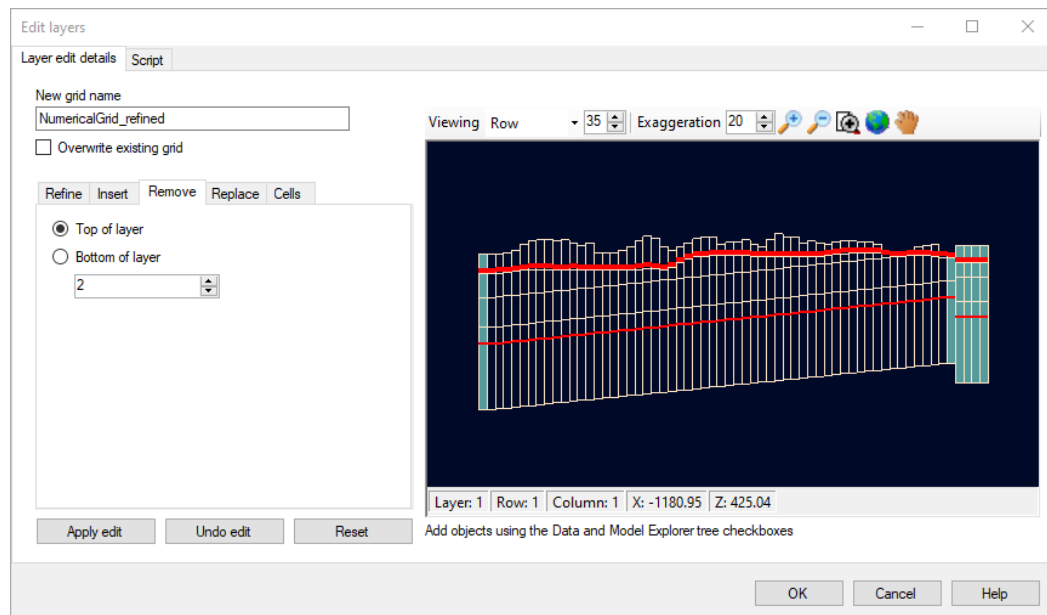 Edit layers
Layer edit details Script
New grid name
NumericalGrid_refined
Overwrite existing grid
Viewing Row 35 Exaggeration 20
Refine Insert Remove Replace Cells
Top of layer
Bottom of layer
2
Layer: 1 Row: 1 Column: 1 X: -1180.95 Z: 425.04
Apply edit Undo edit Reset
Add objects using the Data and Model Explorer tree checkboxes
OK Cancel Help